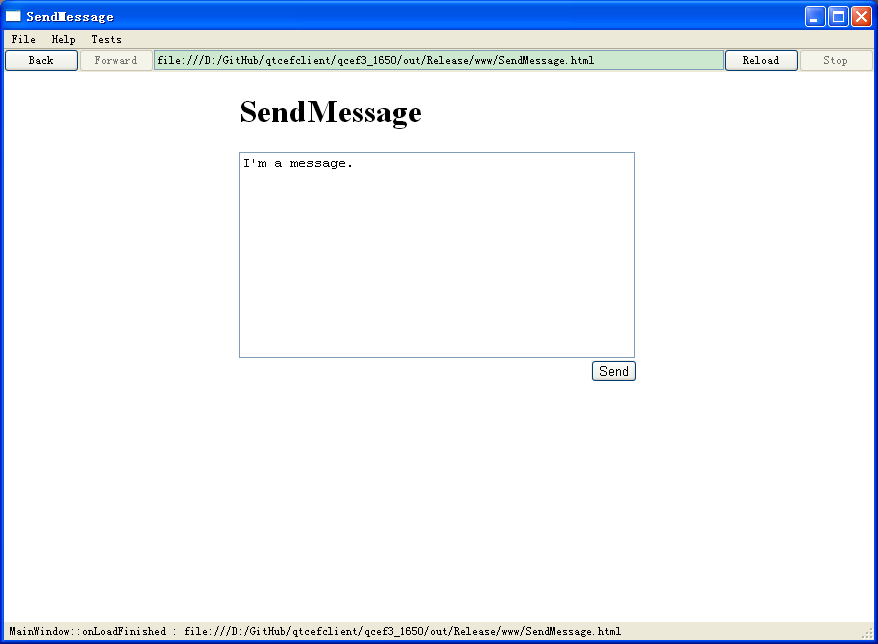 SendMessage
File Help Tests
Back Forward file:///D:/GitHub/qtcefclient/qcef3_1650/out/Release/www/SendMessage.html Reload Stop
SendMessage
I'm a message.
Send
MainWindow::onLoadFinished : file:///D:/GitHub/qtcefclient/qcef3_1650/out/Release/www/SendMessage.html